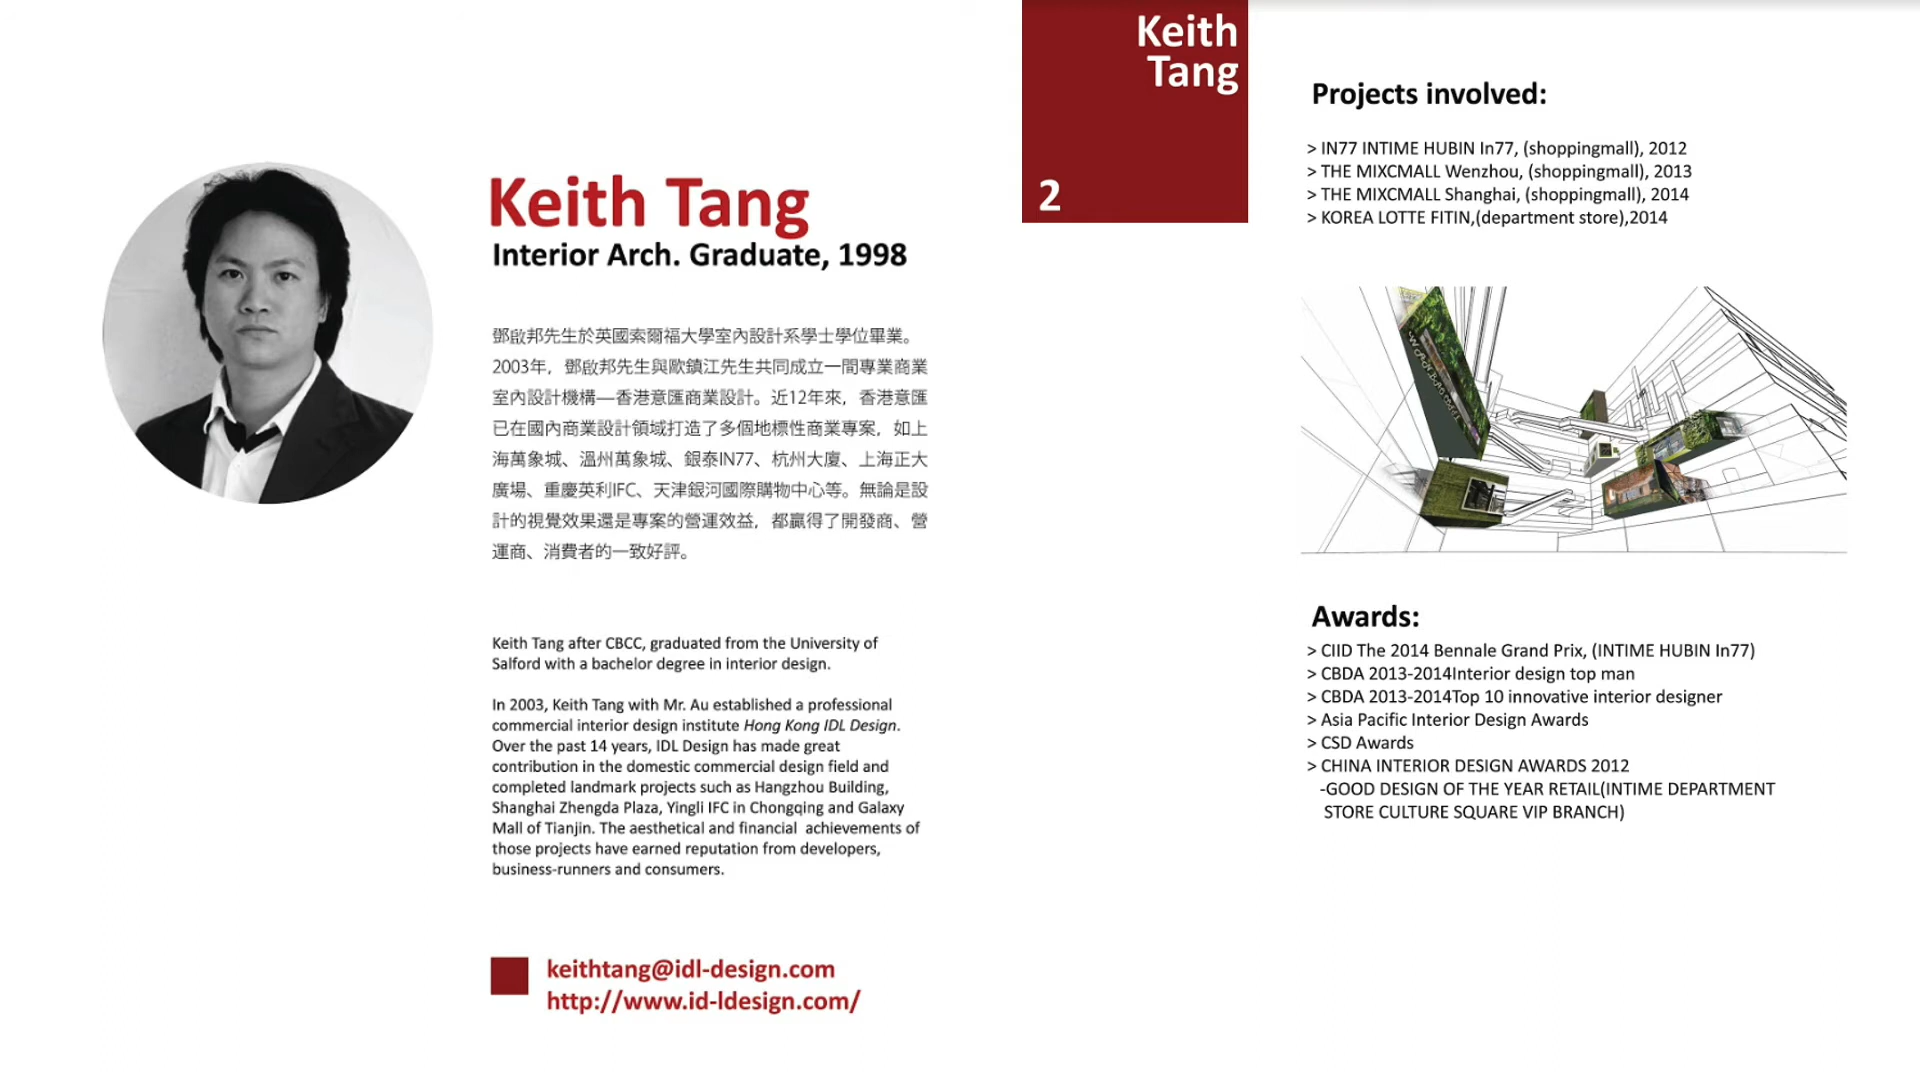 Keith Tang
Interior Arch. Graduate, 1998
鄧啟邦先生於英國索爾福大學室內設計系學士學位畢業。
2003年，鄧啟邦先生與歐鎮江先生共同成立一間專業商業
室內設計機構—香港意匯商業設計。近12年來，香港意匯
已在國內商業設計領域打造了多個地標性商業專案，如上
海萬象城、溫州萬象城、銀泰IN77、杭州大廈、上海正大
廣場、重慶英利IFC、天津銀河國際購物中心等。無論是設
計的視覺效果還是專案的營運效益，都贏得了開發商、營
運商、消費者的一致好評。
Keith Tang after CBCC, graduated from the University of
Salford with a bachelor degree in interior design.
In 2003, Keith Tang with Mr. Au established a professional
commercial interior design institute Hong Kong IDL Design.
Over the past 14 years, IDL Design has made great
contribution in the domestic commercial design field and
completed landmark projects such as Hangzhou Building,
Shanghai Zhengda Plaza, Yingli IFC in Chongqing and Galaxy
Mall of Tianjin. The aesthetical and financial achievements of
those projects have earned reputation from developers,
business-runners and consumers.
keithtang@idl-design.com
http://www.id-ldesign.com/
Keith
Tang
2
Projects involved:
> IN77 INTIME HUBIN In77, (shoppingmall), 2012
> THE MIXCMALL Wenzhou, (shoppingmall), 2013
> THE MIXCMALL Shanghai, (shoppingmall), 2014
> KOREA LOTTE FITIN,(department store),2014
Awards:
> CIID The 2014 Bennale Grand Prix, (INTIME HUBIN In77)
> CBDA 2013-2014Interior design top man
> CBDA 2013-2014Top 10 innovative interior designer
> Asia Pacific Interior Design Awards
> CSD Awards
> CHINA INTERIOR DESIGN AWARDS 2012
-GOOD DESIGN OF THE YEAR RETAIL(INTIME DEPARTMENT
STORE CULTURE SQUARE VIP BRANCH)